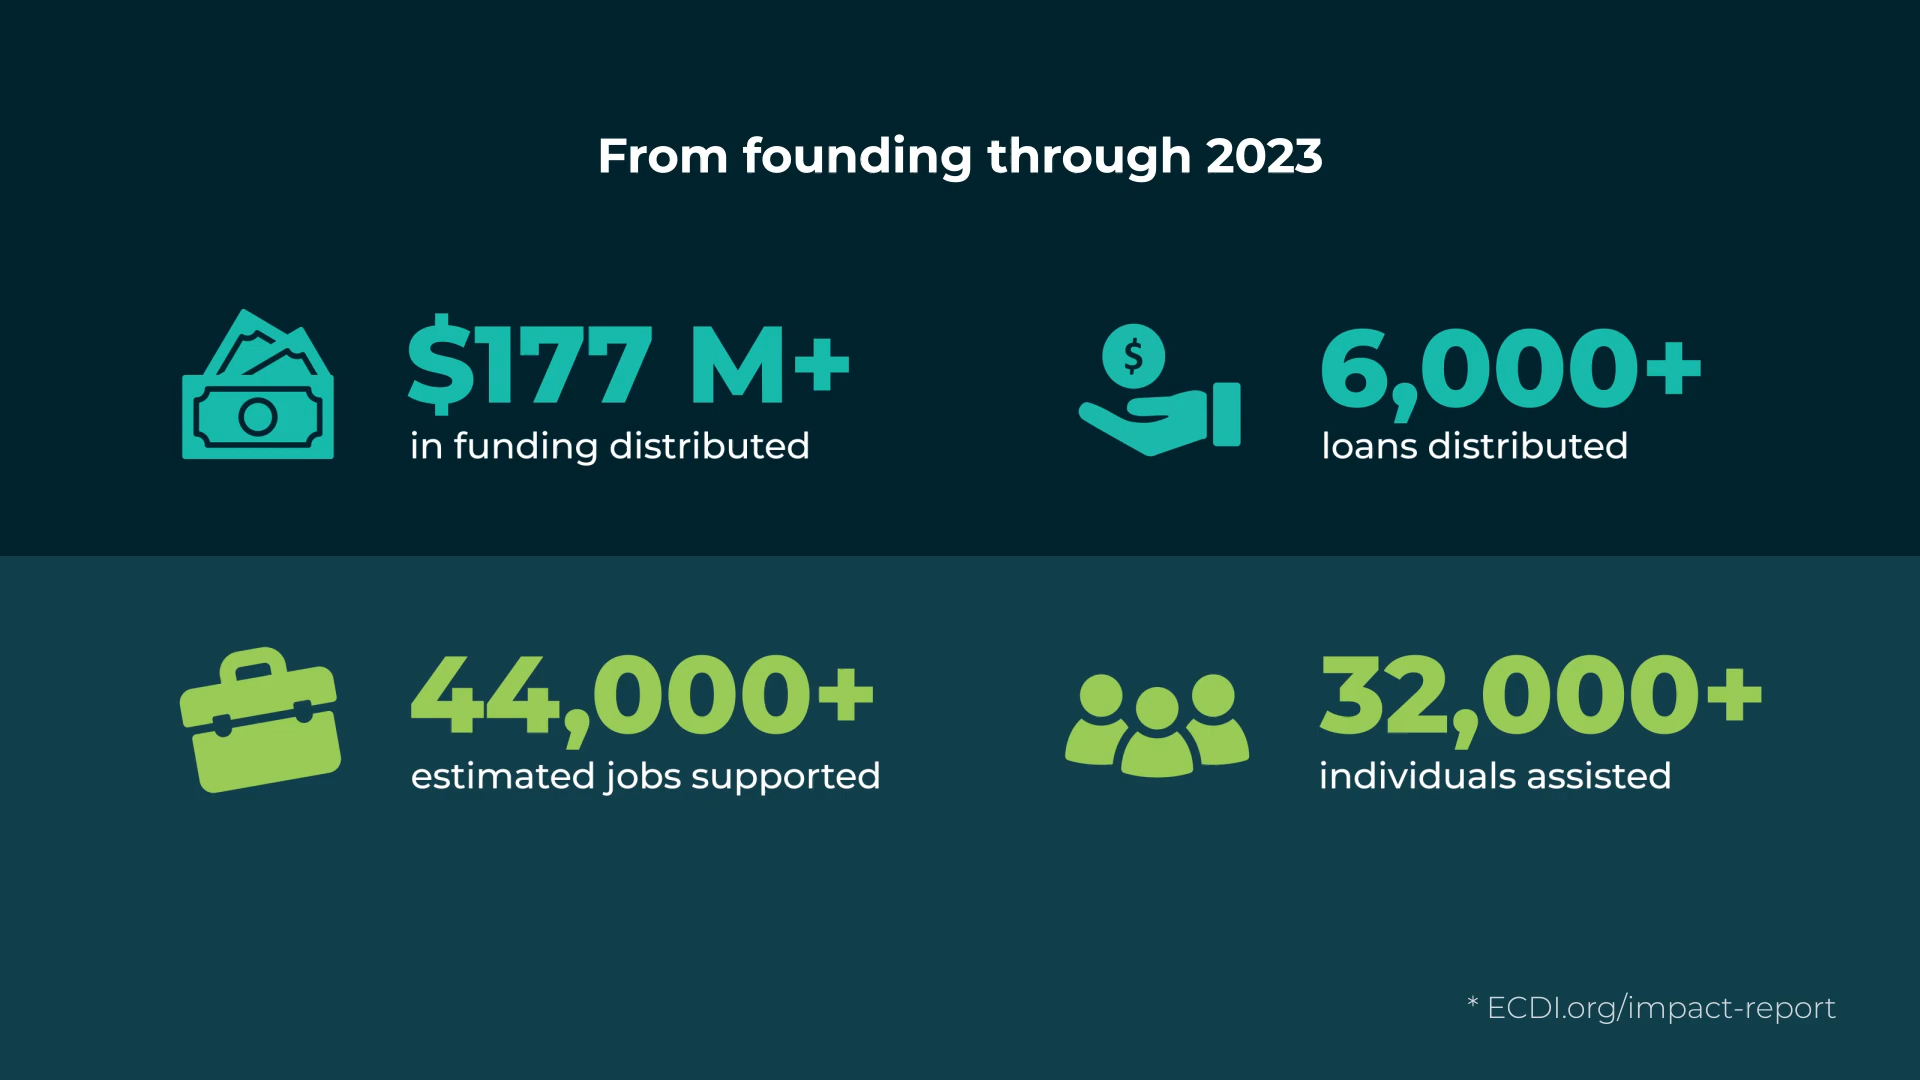 From founding through 2023
$177 M+
in funding distributed
$
6,000+
loans distributed
44,000+
estimated jobs supported
32,000+
individuals assisted
* ECDI.org/impact-report